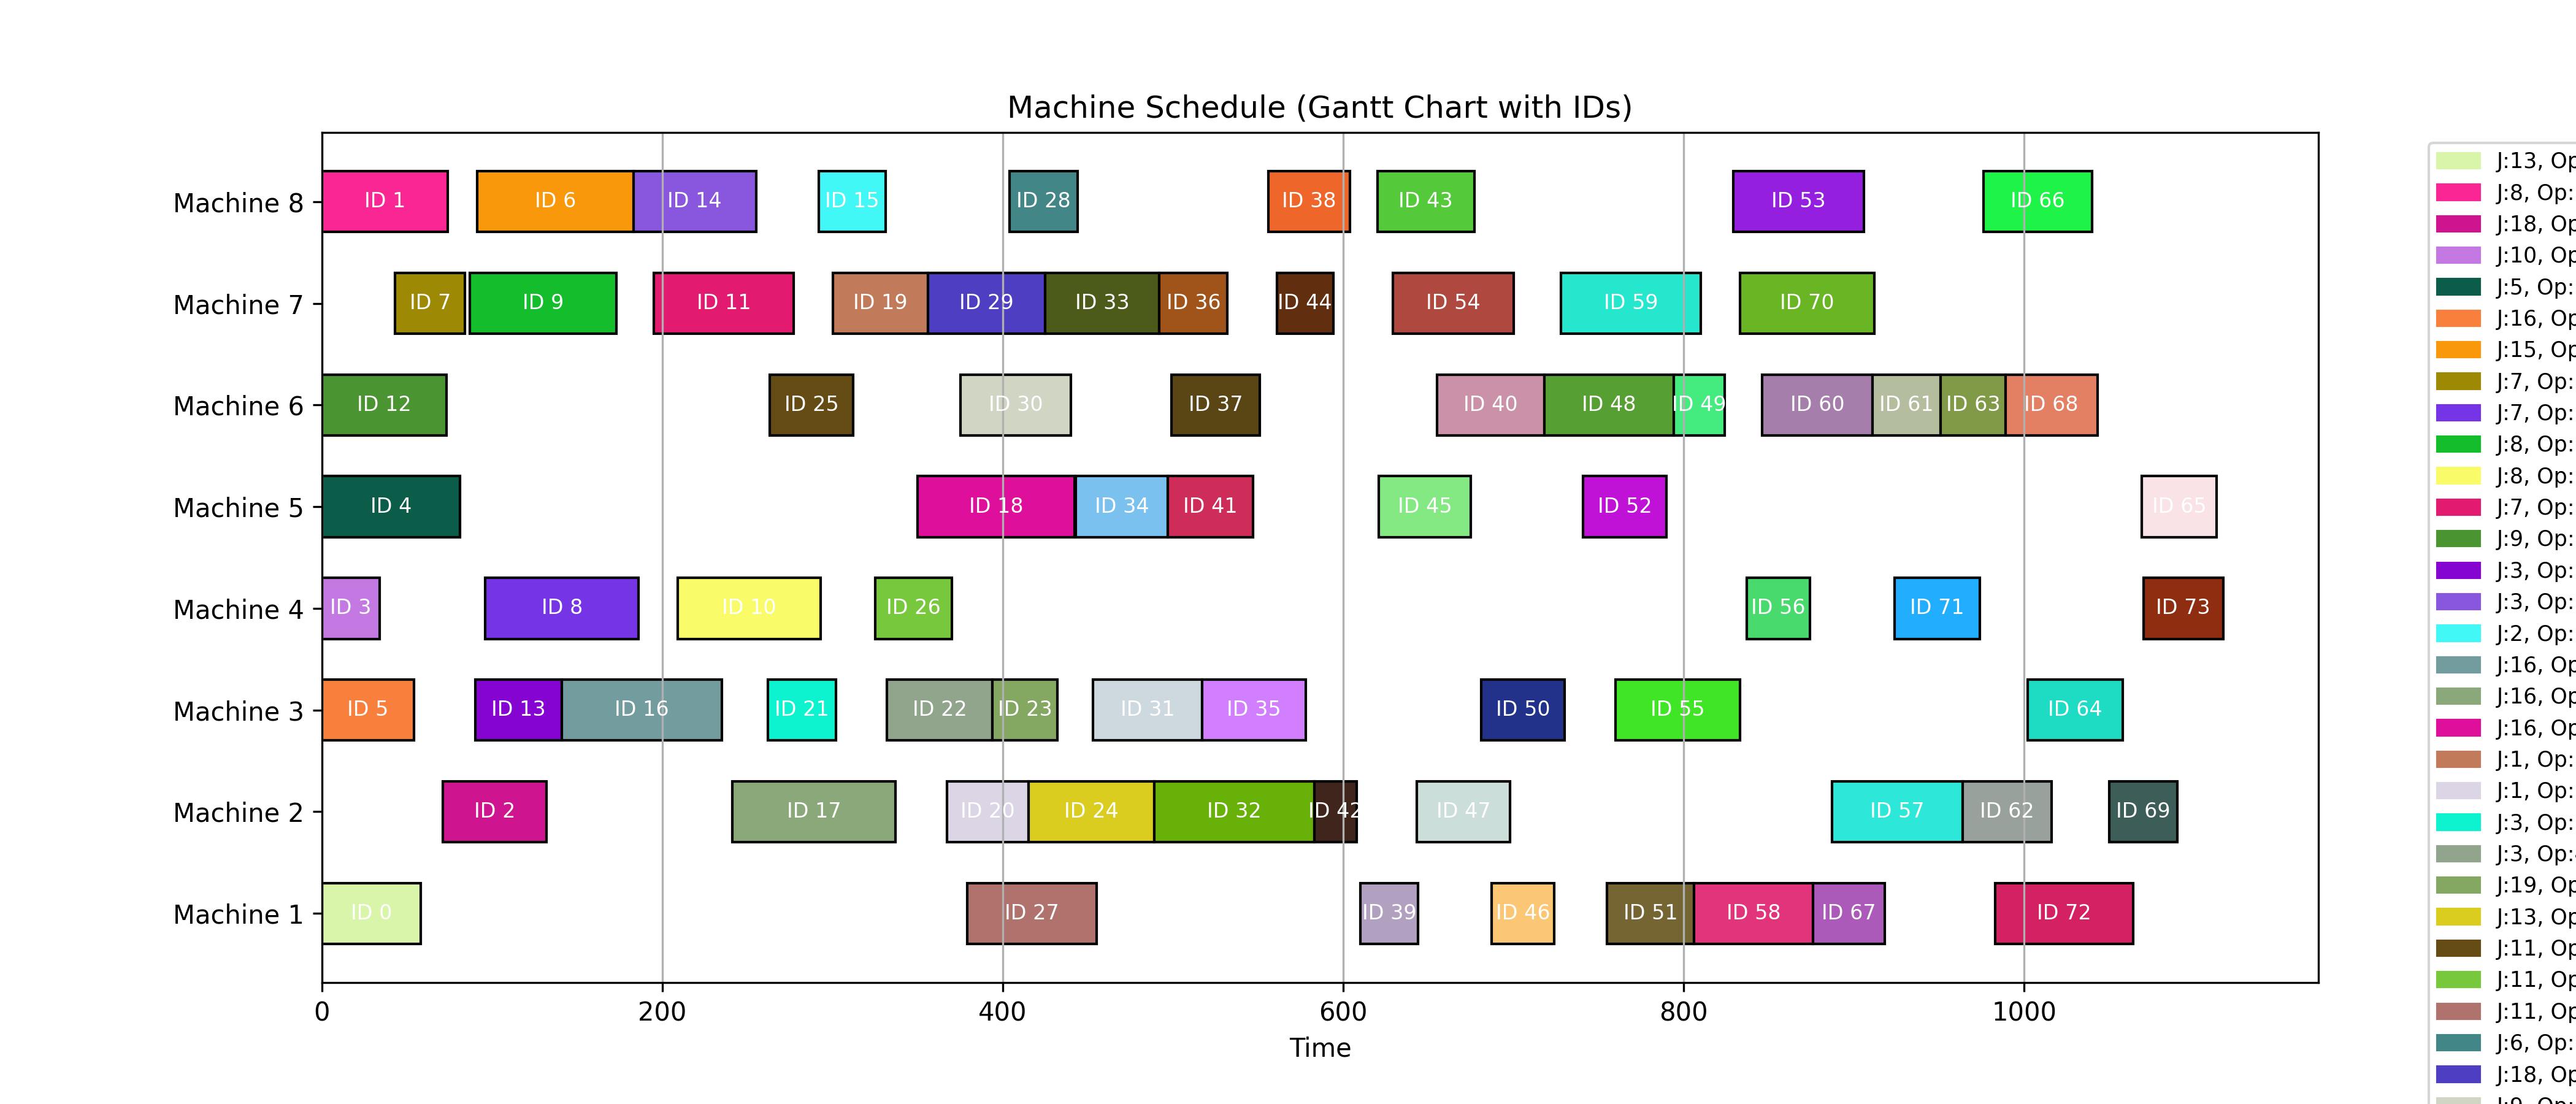 Machine Schedule (Gantt Chart with IDs)
Machine 8
ID 1
ID 6
ID 14
ID 15
ID 28
ID 38
ID 43
ID 53
ID 66
Machine 7
ID 7
ID 9
ID 11
ID 19
ID 29
ID 33
ID 36
ID 44
ID 54
ID 59
ID 70
Machine 6
ID 12
ID 25
ID 30
ID 37
ID 40
ID 48
ID 49
ID 60
ID 61
ID 63
ID 68
Machine 5
ID 4
ID 18
ID 34
ID 41
ID 45
ID 52
ID 65
Machine 4
ID 3
ID 8
ID 10
ID 26
ID 56
ID 71
ID 73
Machine 3
ID 5
ID 13
ID 16
ID 21
ID 22
ID 23
ID 31
ID 35
ID 50
ID 55
ID 64
Machine 2
ID 2
ID 17
ID 20
ID 24
ID 32
ID 42
ID 47
ID 57
ID 62
ID 69
Machine 1
ID 0
ID 27
ID 39
ID 46
ID 51
ID 58
ID 67
ID 72
0
200
400
600
800
1000
Time
J:13, Op
J:8, Op:
J:18, Op
J:10, Op
J:5, Op:
J:16, Op
J:15, Op
J:7, Op:
J:7, Op:
J:8, Op:
J:8, Op:
J:7, Op:
J:9, Op:
J:3, Op:
J:3, Op:
J:2, Op:
J:16, Op
J:16, Op
J:16, Op
J:1, Op:
J:1, Op:
J:3, Op:
J:3, Op:
J:19, Op
J:13, Op
J:11, Op
J:11, Op
J:11, Op
J:6, Op:
J:18, Op